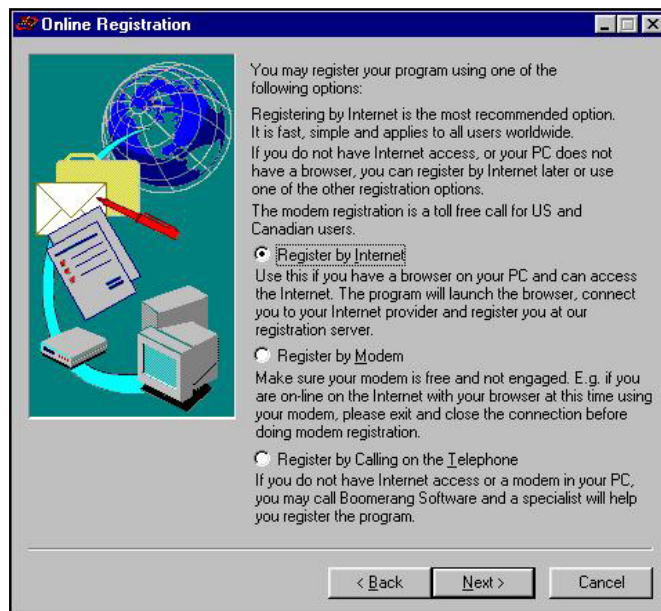 Online Registration
You may register your program using one of the
following options:
Registering by Internet is the most recommended option.
It is fast, simple and applies to all users worldwide.
If you do not have Internet access, or your PC does not
have a browser, you can register by Internet later or use
one of the other registration options.
The modem registration is a toll free call for US and
Canadian users.
Register by Internet
Use this if you have a browser on your PC and can access
the Internet. The program will launch the browser, connect
you to your Internet provider and register you at our
registration server.
Register by Modem
Make sure your modem is free and not engaged. E.g. if you
are on-line on the Internet with your browser at this time using
your modem, please exit and close the connection before
doing modem registration.
Register by Calling on the Telephone
If you do not have Internet access or a modem in your PC,
you may call Boomerang Software and a specialist will help
you register the program.
< Back Next > Cancel